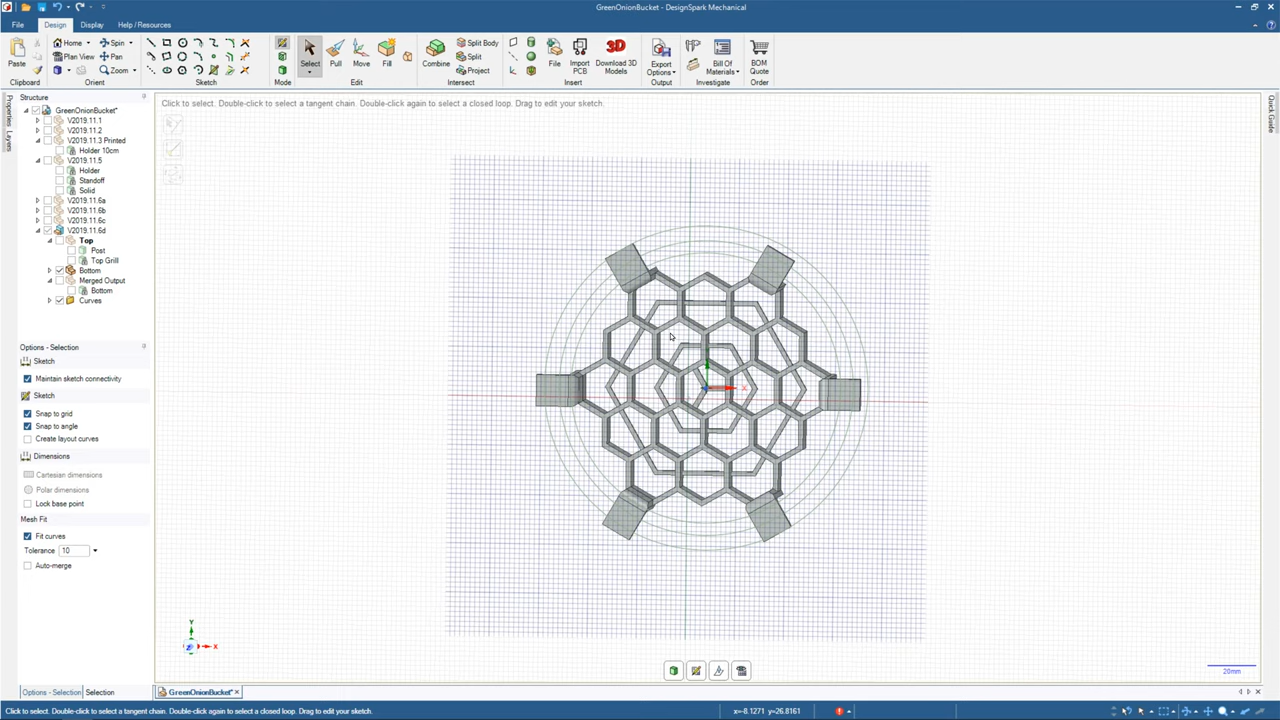 GreenOnionBucket - DesignSpark Mechanical
File
Design
Display
Help / Resources
Paste
Home
Spin
Plan View
Pan
Zoom
Select
Pull
Move
Fill
Combine
Split Body
Split
Project
File
Import PCB
3D
Download 3D Models
Export Options
Bill Of Materials
BOM Quote
Clipboard
Orient
Sketch
Mode
Edit
Intersect
Insert
Output
Investigate
Order
Structure
Properties
Layers
Quick Guide
Click to select. Double-click to select a tangent chain. Double-click again to select a closed loop. Drag to edit your sketch.
GreenOnionBucket*
V2019.11.1
V2019.11.2
V2019.11.3 Printed
Holder 10cm
V2019.11.5
Holder
Standoff
Solid
V2019.11.6a
V2019.11.6b
V2019.11.6c
V2019.11.6d
Top
Post
Top Grill
Bottom
Merged Output
Bottom
Curves
Options - Selection
Sketch
Maintain sketch connectivity
Sketch
Snap to grid
Snap to angle
Create layout curves
Dimensions
Cartesian dimensions
Polar dimensions
Lock base point
Mesh Fit
Fit curves
Tolerance 10
Auto-merge
X
Y
X
Z
20mm
Options - Selection
Selection
GreenOnionBucket*
Click to select. Double-click to select a tangent chain. Double-click again to select a closed loop. Drag to edit your sketch.
x=-8.1271 y=26.8161